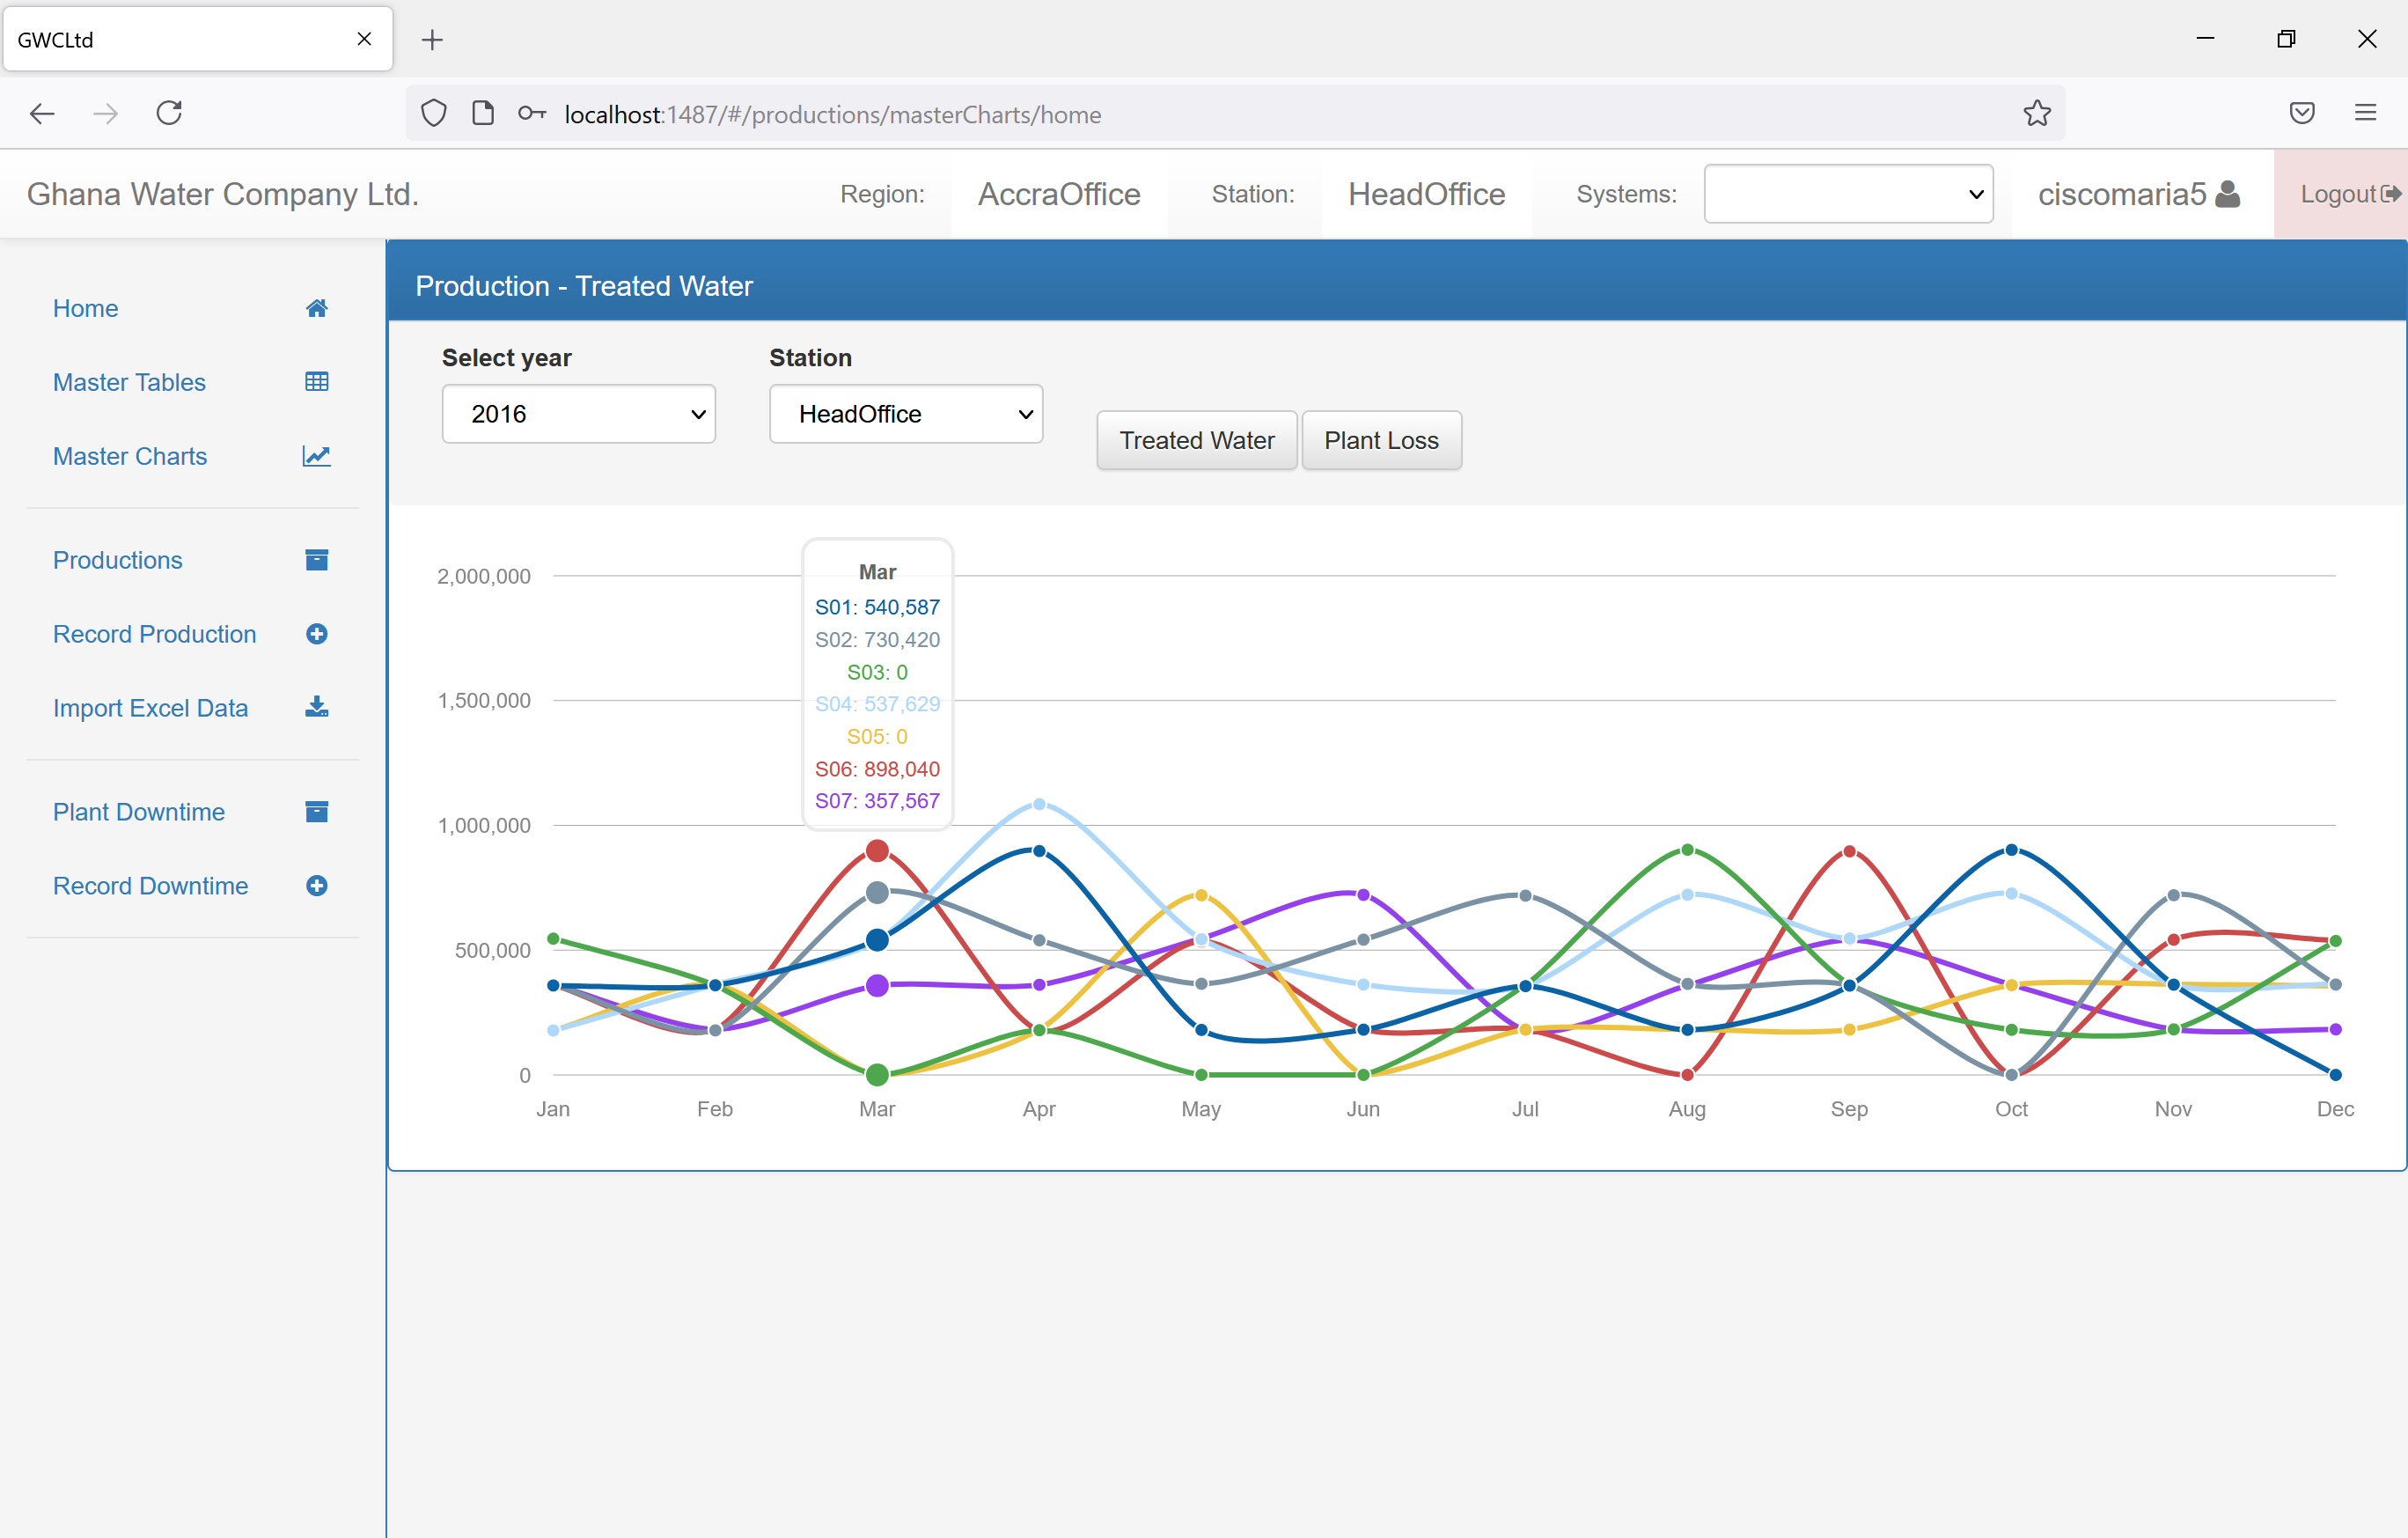 GWCLtd
localhost:1487/#/productions/masterCharts/home
Ghana Water Company Ltd.
Region: AccraOffice Station: HeadOffice Systems: ciscomaria5 Logout
Home
Master Tables
Master Charts
Productions
Record Production
Import Excel Data
Plant Downtime
Record Downtime
Production - Treated Water
Select year Station
2016 HeadOffice Treated Water Plant Loss
Mar
S01: 540,587
S02: 730,420
S03: 0
S04: 537,629
S05: 0
S06: 898,040
S07: 357,567
2,000,000
1,500,000
1,000,000
500,000
0
Jan Feb Mar Apr May Jun Jul Aug Sep Oct Nov Dec